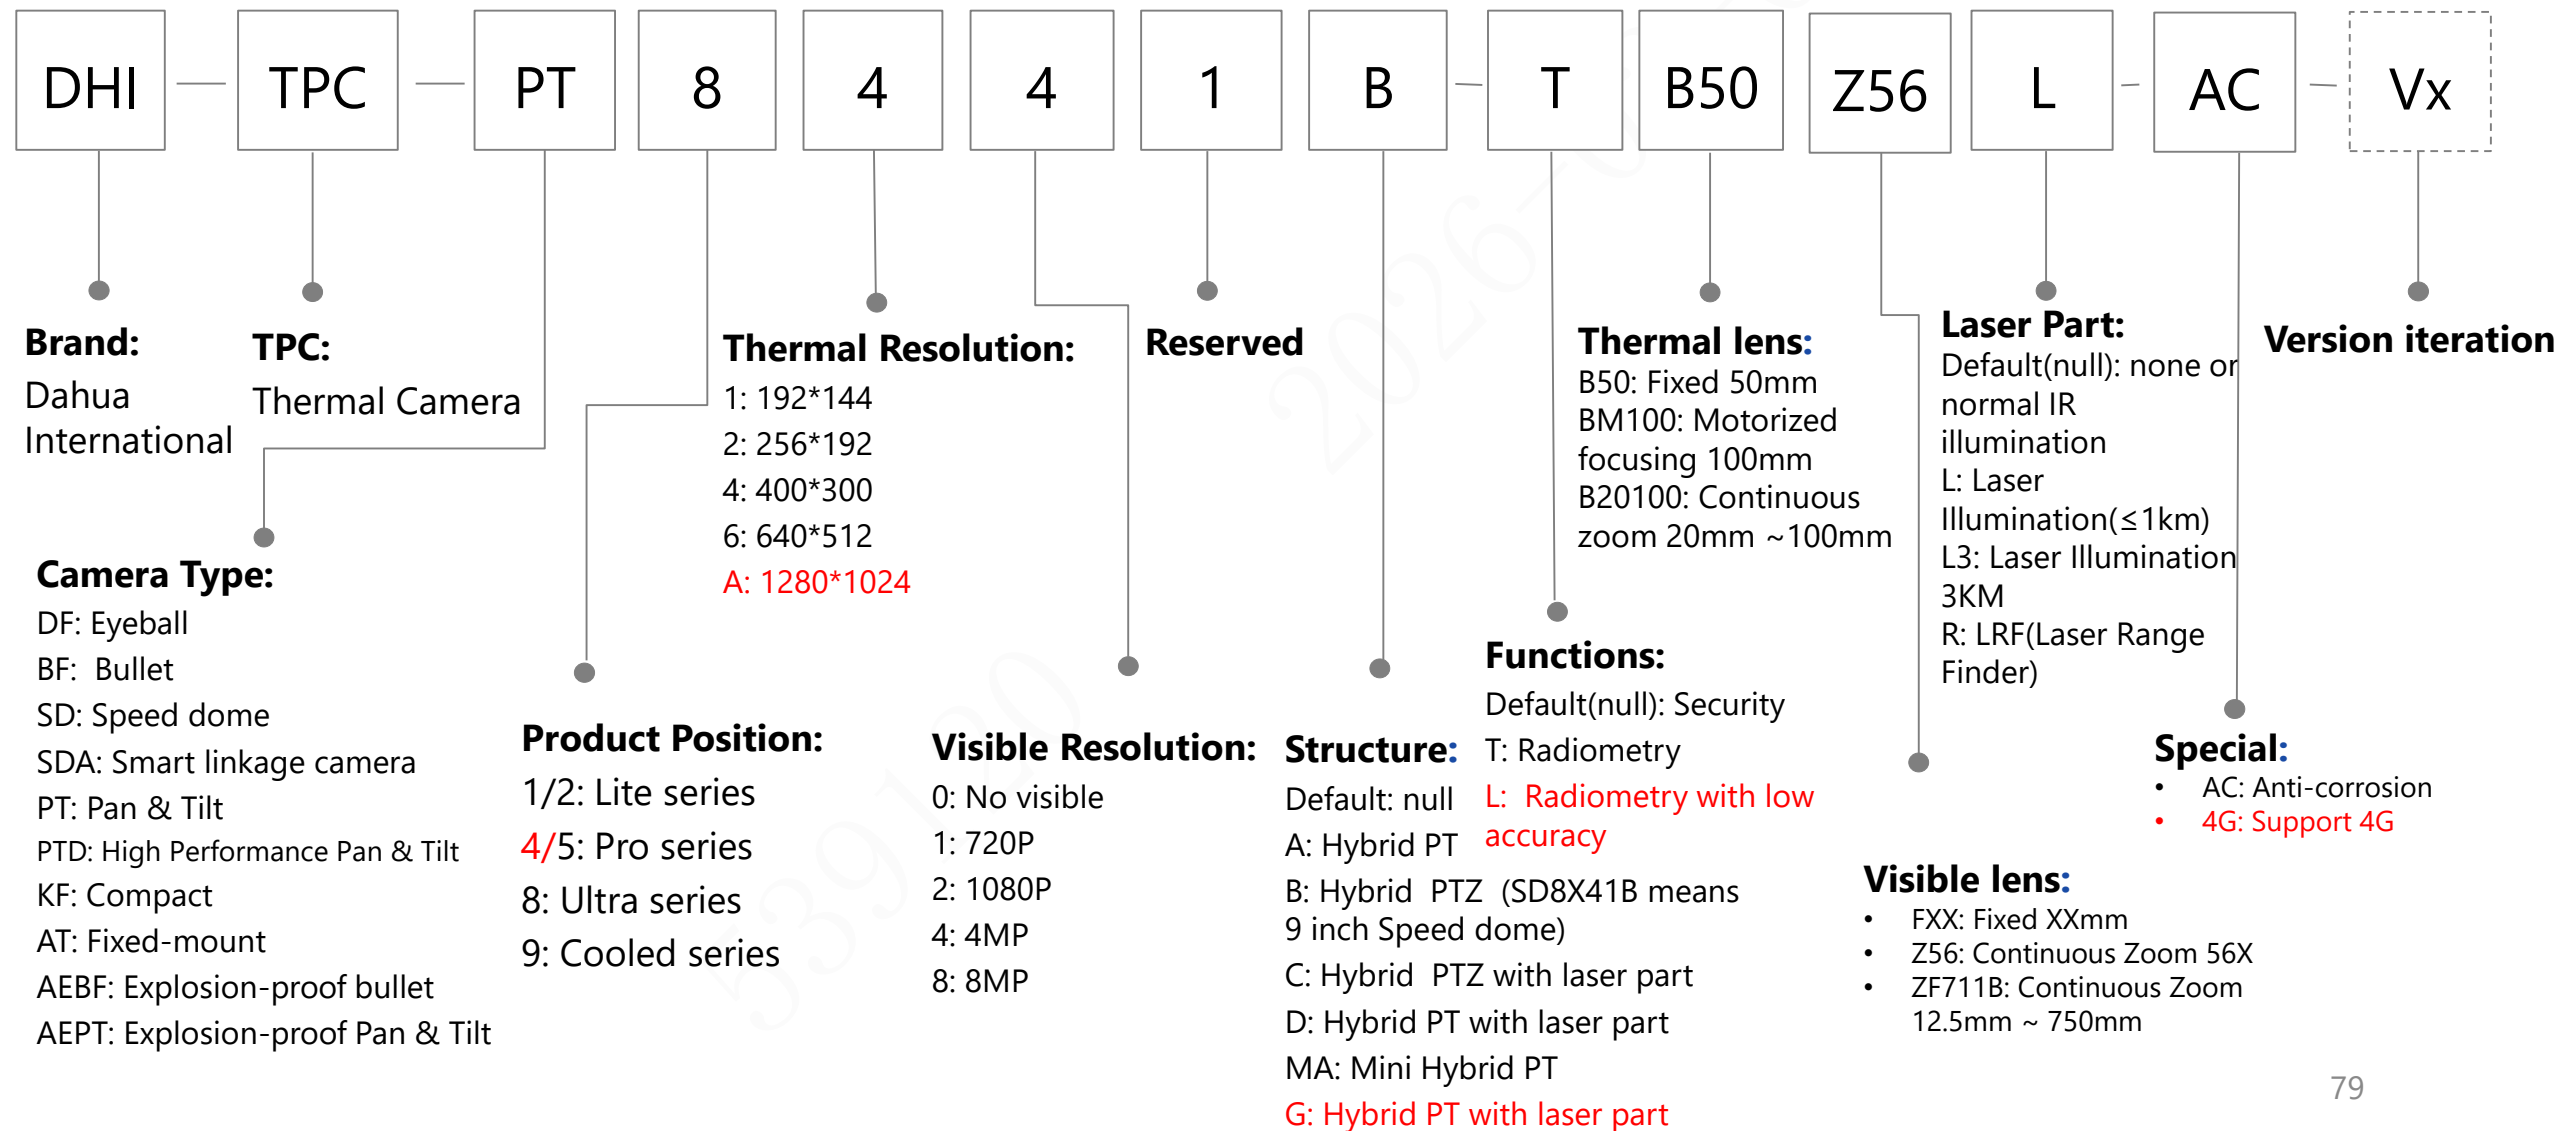 DHI TPC PT 8 4 4 1 B T B50 Z56 L AC Vx
Brand:
Dahua
International
TPC:
Thermal Camera
Camera Type:
DF: Eyeball
BF: Bullet
SD: Speed dome
SDA: Smart linkage camera
PT: Pan & Tilt
PTD: High Performance Pan & Tilt
KF: Compact
AT: Fixed-mount
AEBF: Explosion-proof bullet
AEPT: Explosion-proof Pan & Tilt
Product Position:
1/2: Lite series
4/5: Pro series
8: Ultra series
9: Cooled series
Thermal Resolution:
1: 192*144
2: 256*192
4: 400*300
6: 640*512
A: 1280*1024
Visible Resolution:
0: No visible
1: 720P
2: 1080P
4: 4MP
8: 8MP
Reserved
Structure:
Default: null
A: Hybrid PT
B: Hybrid PTZ (SD8X41B means
9 inch Speed dome)
C: Hybrid PTZ with laser part
D: Hybrid PT with laser part
MA: Mini Hybrid PT
G: Hybrid PT with laser part
Functions:
Default(null): Security
T: Radiometry
L: Radiometry with low
accuracy
Thermal lens:
B50: Fixed 50mm
BM100: Motorized
focusing 100mm
B20100: Continuous
zoom 20mm ~100mm
Visible lens:
• FXX: Fixed XXmm
• Z56: Continuous Zoom 56X
• ZF711B: Continuous Zoom
12.5mm ~ 750mm
Laser Part:
Default(null): none or
normal IR
illumination
L: Laser
Illumination(≤1km)
L3: Laser Illumination
3KM
R: LRF(Laser Range
Finder)
Special:
• AC: Anti-corrosion
• 4G: Support 4G
Version iteration
79
539120